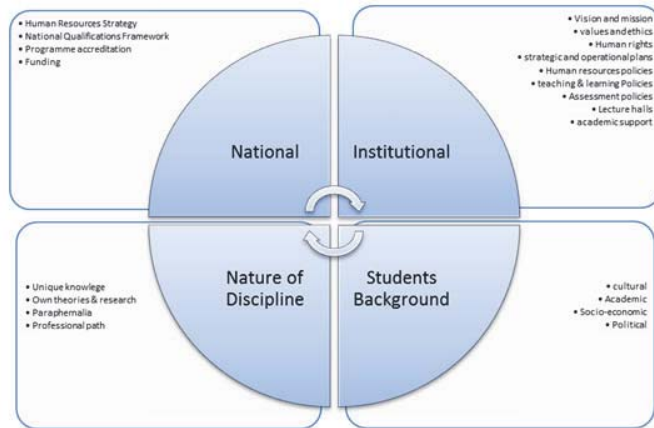 • Human Resources Strategy
• National Qualifications Framework
• Programme accreditation
• Funding
• Vision and mission
• values and ethics
• Human rights
• strategic and operational plans
• Human resources policies
• teaching & learning Policies
• Assessment policies
• Lecture halls
• academic support
National
Institutional
Nature of
Discipline
Students
Background
• Unique knowlege
• Own theories & research
• Paraphernalia
• Professional path
• cultural
• Academic
• Socio-economic
• Political